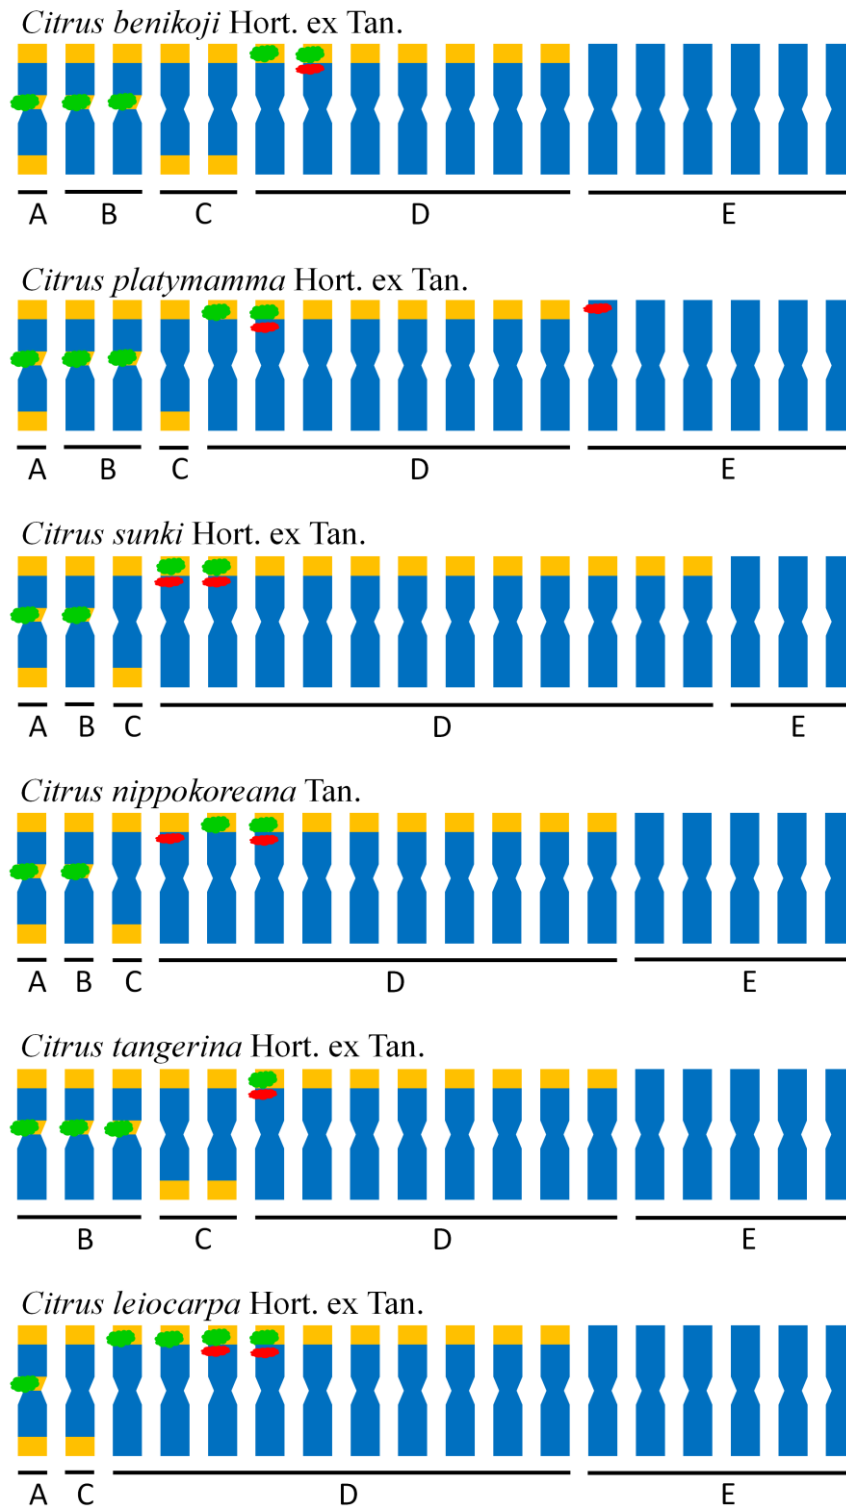 Citrus benikoji Hort. ex Tan.
A B C D E
Citrus platymamma Hort. ex Tan.
A B C D E
Citrus sunki Hort. ex Tan.
A B C D E
Citrus nippokoreana Tan.
A B C D E
Citrus tangerina Hort. ex Tan.
B C D E
Citrus leiocarpa Hort. ex Tan.
A C D E